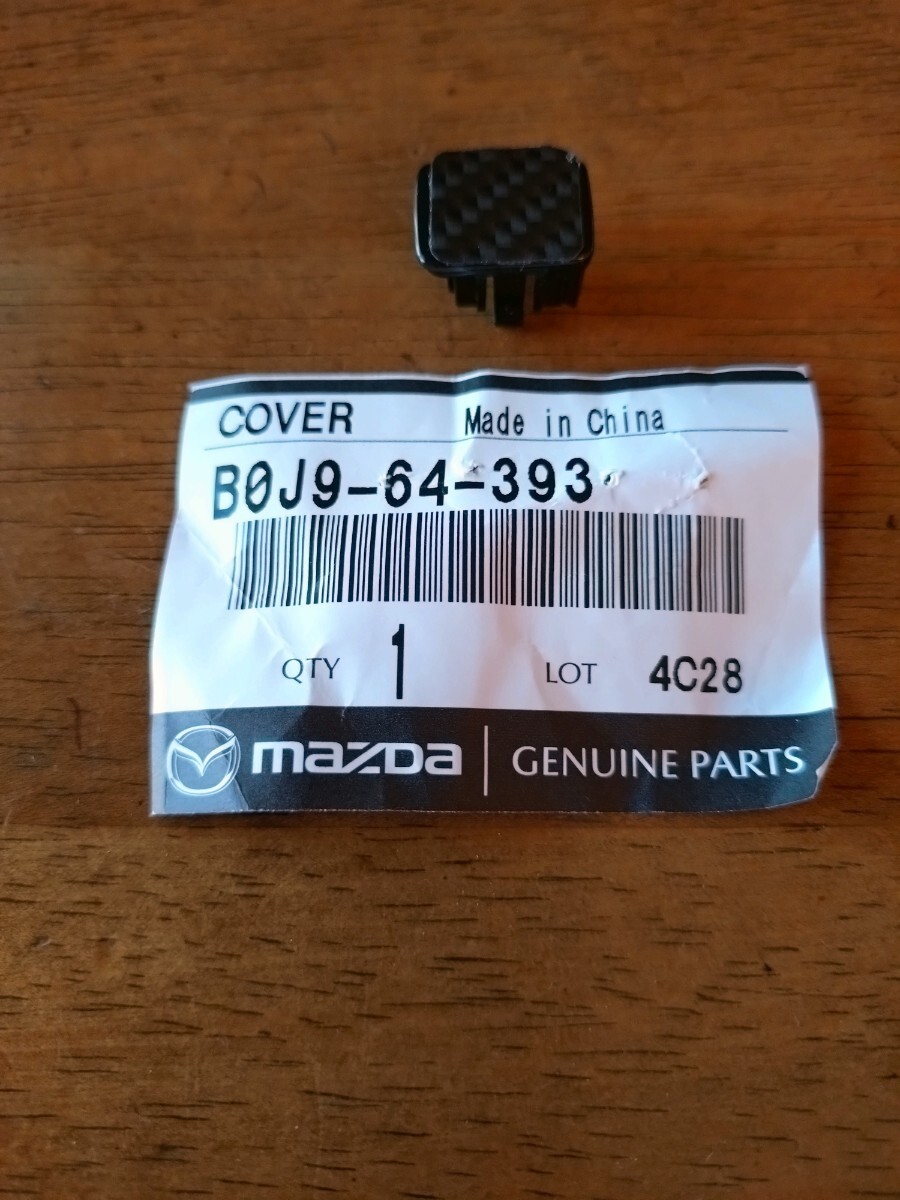 COVER Made in China
B0J9-64-393
QTY 1 LOT 4C28
mazda GENUINE PARTS